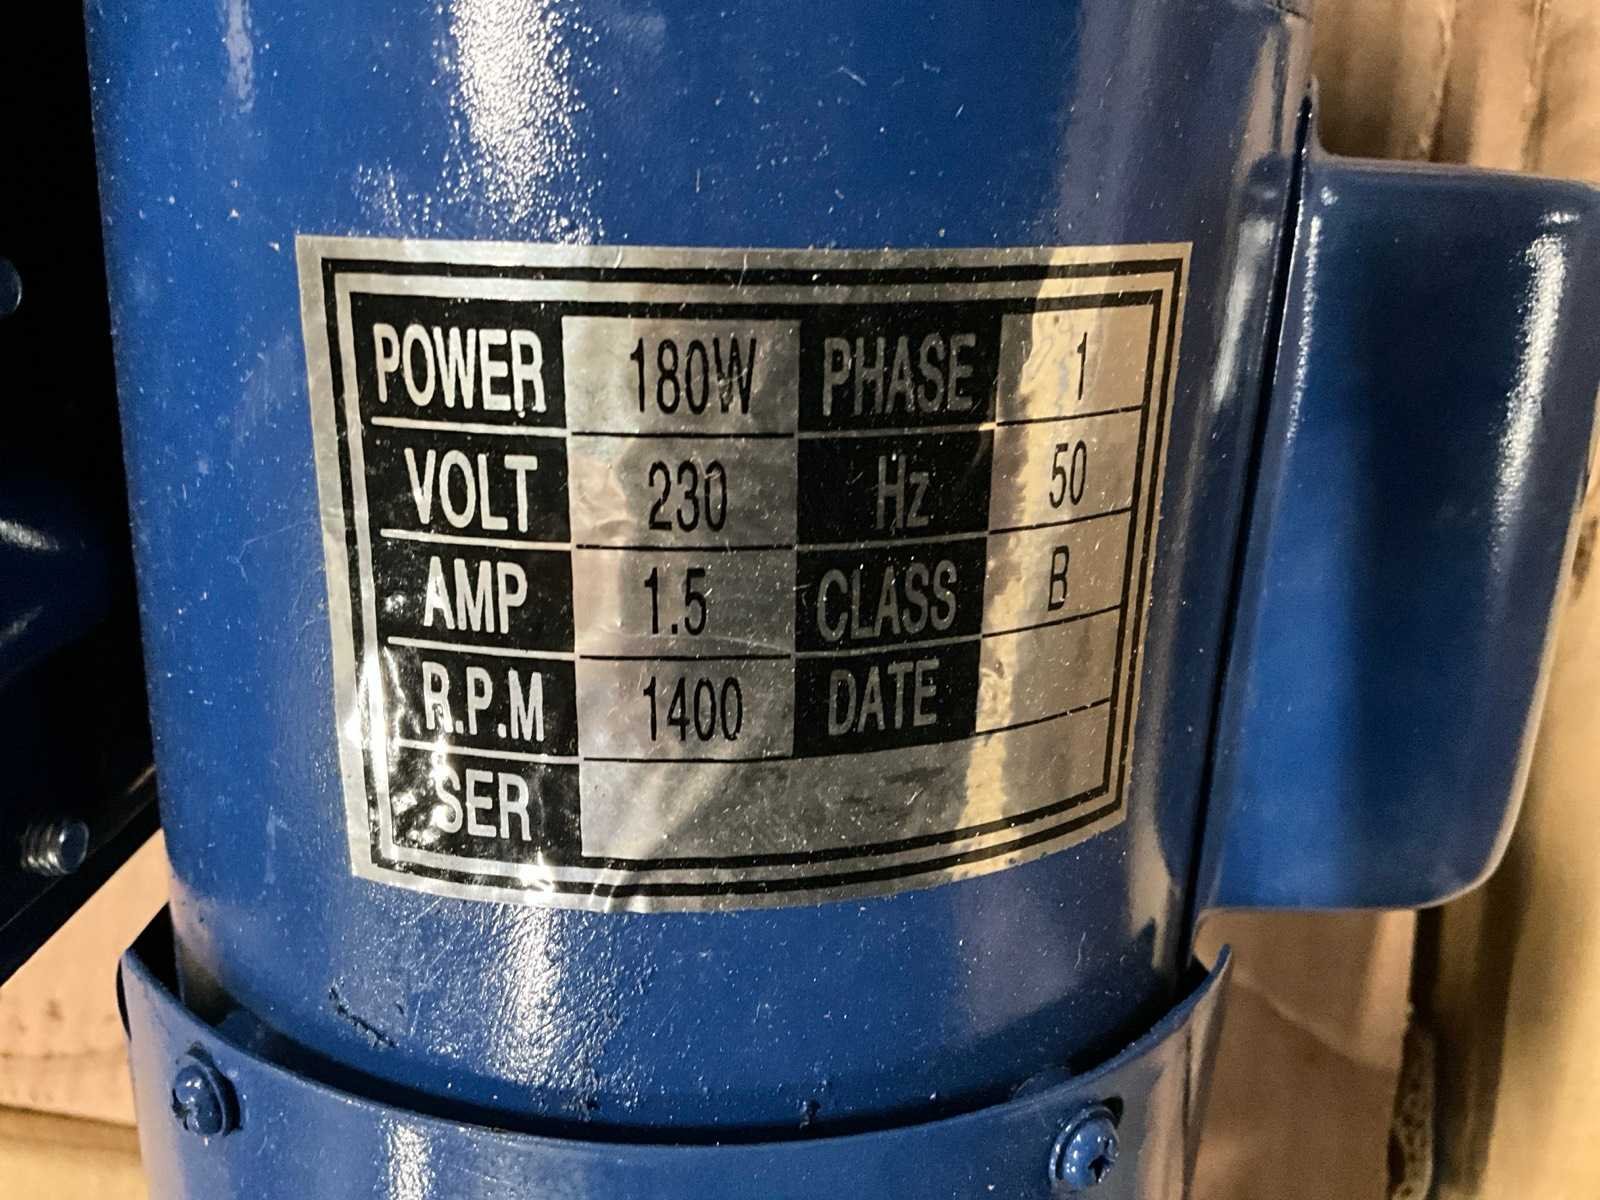 POWER 180W PHASE 1
VOLT 230 Hz 50
AMP 1.5 CLASS B
R.P.M 1400 DATE
SER